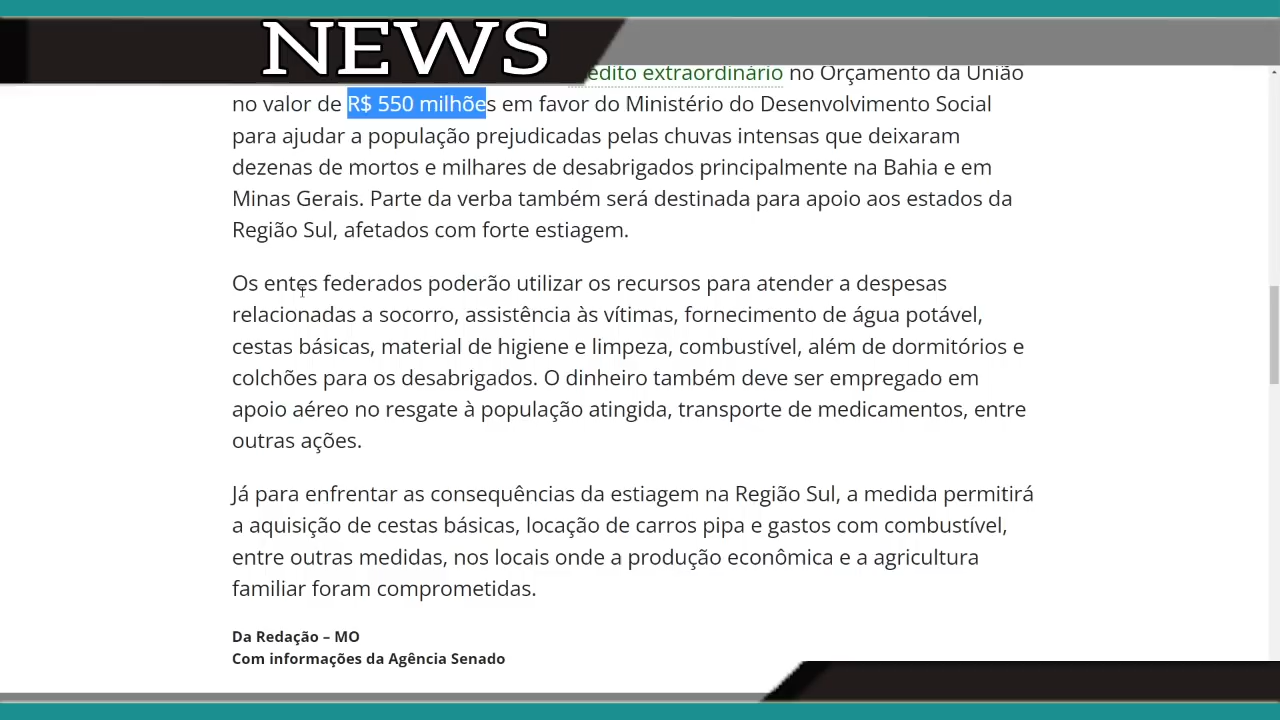 NEWS
extraordinário no Orçamento da União
no valor de R$ 550 milhões em favor do Ministério do Desenvolvimento Social
para ajudar a população prejudicadas pelas chuvas intensas que deixaram
dezenas de mortos e milhares de desabrigados principalmente na Bahia e em
Minas Gerais. Parte da verba também será destinada para apoio aos estados da
Região Sul, afetados com forte estiagem.
Os entes federados poderão utilizar os recursos para atender a despesas
relacionadas a socorro, assistência às vítimas, fornecimento de água potável,
cestas básicas, material de higiene e limpeza, combustível, além de dormitórios e
colchões para os desabrigados. O dinheiro também deve ser empregado em
apoio aéreo no resgate à população atingida, transporte de medicamentos, entre
outras ações.
Já para enfrentar as consequências da estiagem na Região Sul, a medida permitirá
a aquisição de cestas básicas, locação de carros pipa e gastos com combustível,
entre outras medidas, nos locais onde a produção econômica e a agricultura
familiar foram comprometidas.
Da Redação – MO
Com informações da Agência Senado